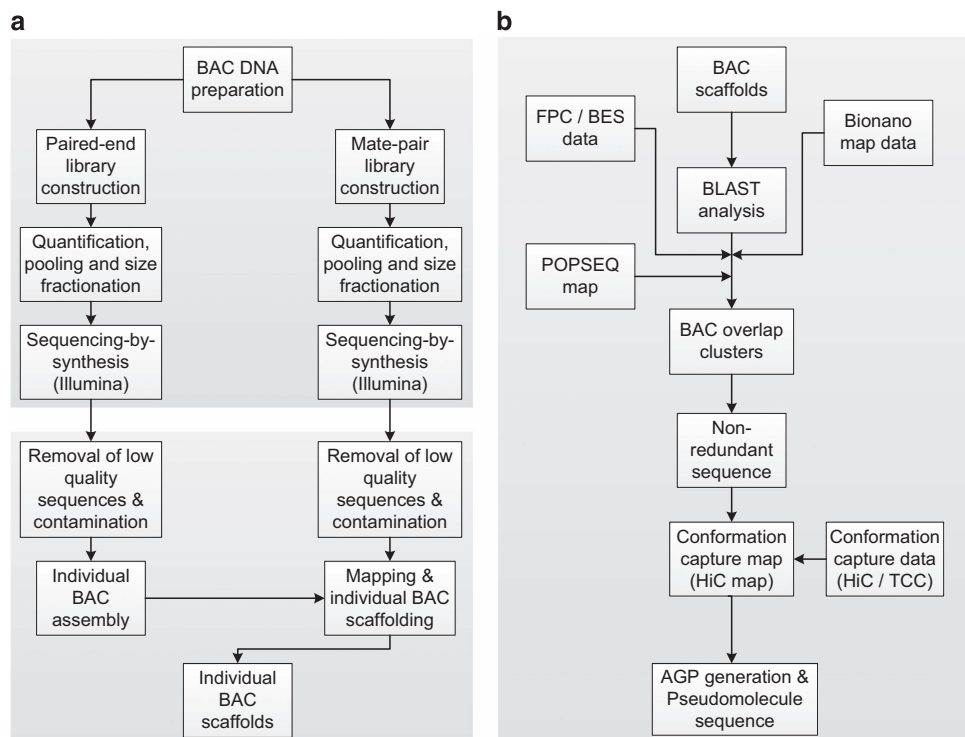 a
BAC DNA
preparation
Paired-end
library
construction
Mate-pair
library
construction
Quantification,
pooling and size
fractionation
Quantification,
pooling and size
fractionation
Sequencing-by-
synthesis
(Illumina)
Sequencing-by-
synthesis
(Illumina)
Removal of low
quality
sequences &
contamination
Removal of low
quality
sequences &
contamination
Individual
BAC
assembly
Mapping &
individual BAC
scaffolding
Individual
BAC
scaffolds
b
BAC
scaffolds
FPC / BES
data
Bionano
map data
BLAST
analysis
POPSEQ
map
BAC overlap
clusters
Non-
redundant
sequence
Conformation
capture map
(HiC map)
Conformation
capture data
(HiC / TCC)
AGP generation &
Pseudomolecule
sequence